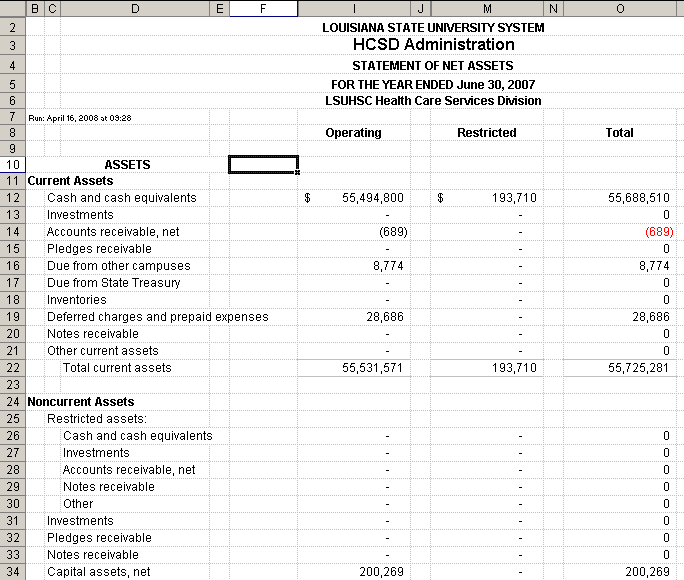 B C D E F I J M N O
2 LOUISIANA STATE UNIVERSITY SYSTEM
3 HCSD Administration
4 STATEMENT OF NET ASSETS
5 FOR THE YEAR ENDED June 30, 2007
6 LSUHSC Health Care Services Division
7 Run: April 16, 2008 at 09:28
8 Operating Restricted Total
9
10 ASSETS
11 Current Assets
12 Cash and cash equivalents $ 55,494,800 $ 193,710 55,688,510
13 Investments - - 0
14 Accounts receivable, net (689) - (689)
15 Pledges receivable - - 0
16 Due from other campuses 8,774 - 8,774
17 Due from State Treasury - - 0
18 Inventories - - 0
19 Deferred charges and prepaid expenses 28,686 - 28,686
20 Notes receivable - - 0
21 Other current assets - - 0
22 Total current assets 55,531,571 193,710 55,725,281
23
24 Noncurrent Assets
25 Restricted assets:
26 Cash and cash equivalents - - 0
27 Investments - - 0
28 Accounts receivable, net - - 0
29 Notes receivable - - 0
30 Other - - 0
31 Investments - - 0
32 Pledges receivable - - 0
33 Notes receivable - - 0
34 Capital assets, net 200,269 - 200,269